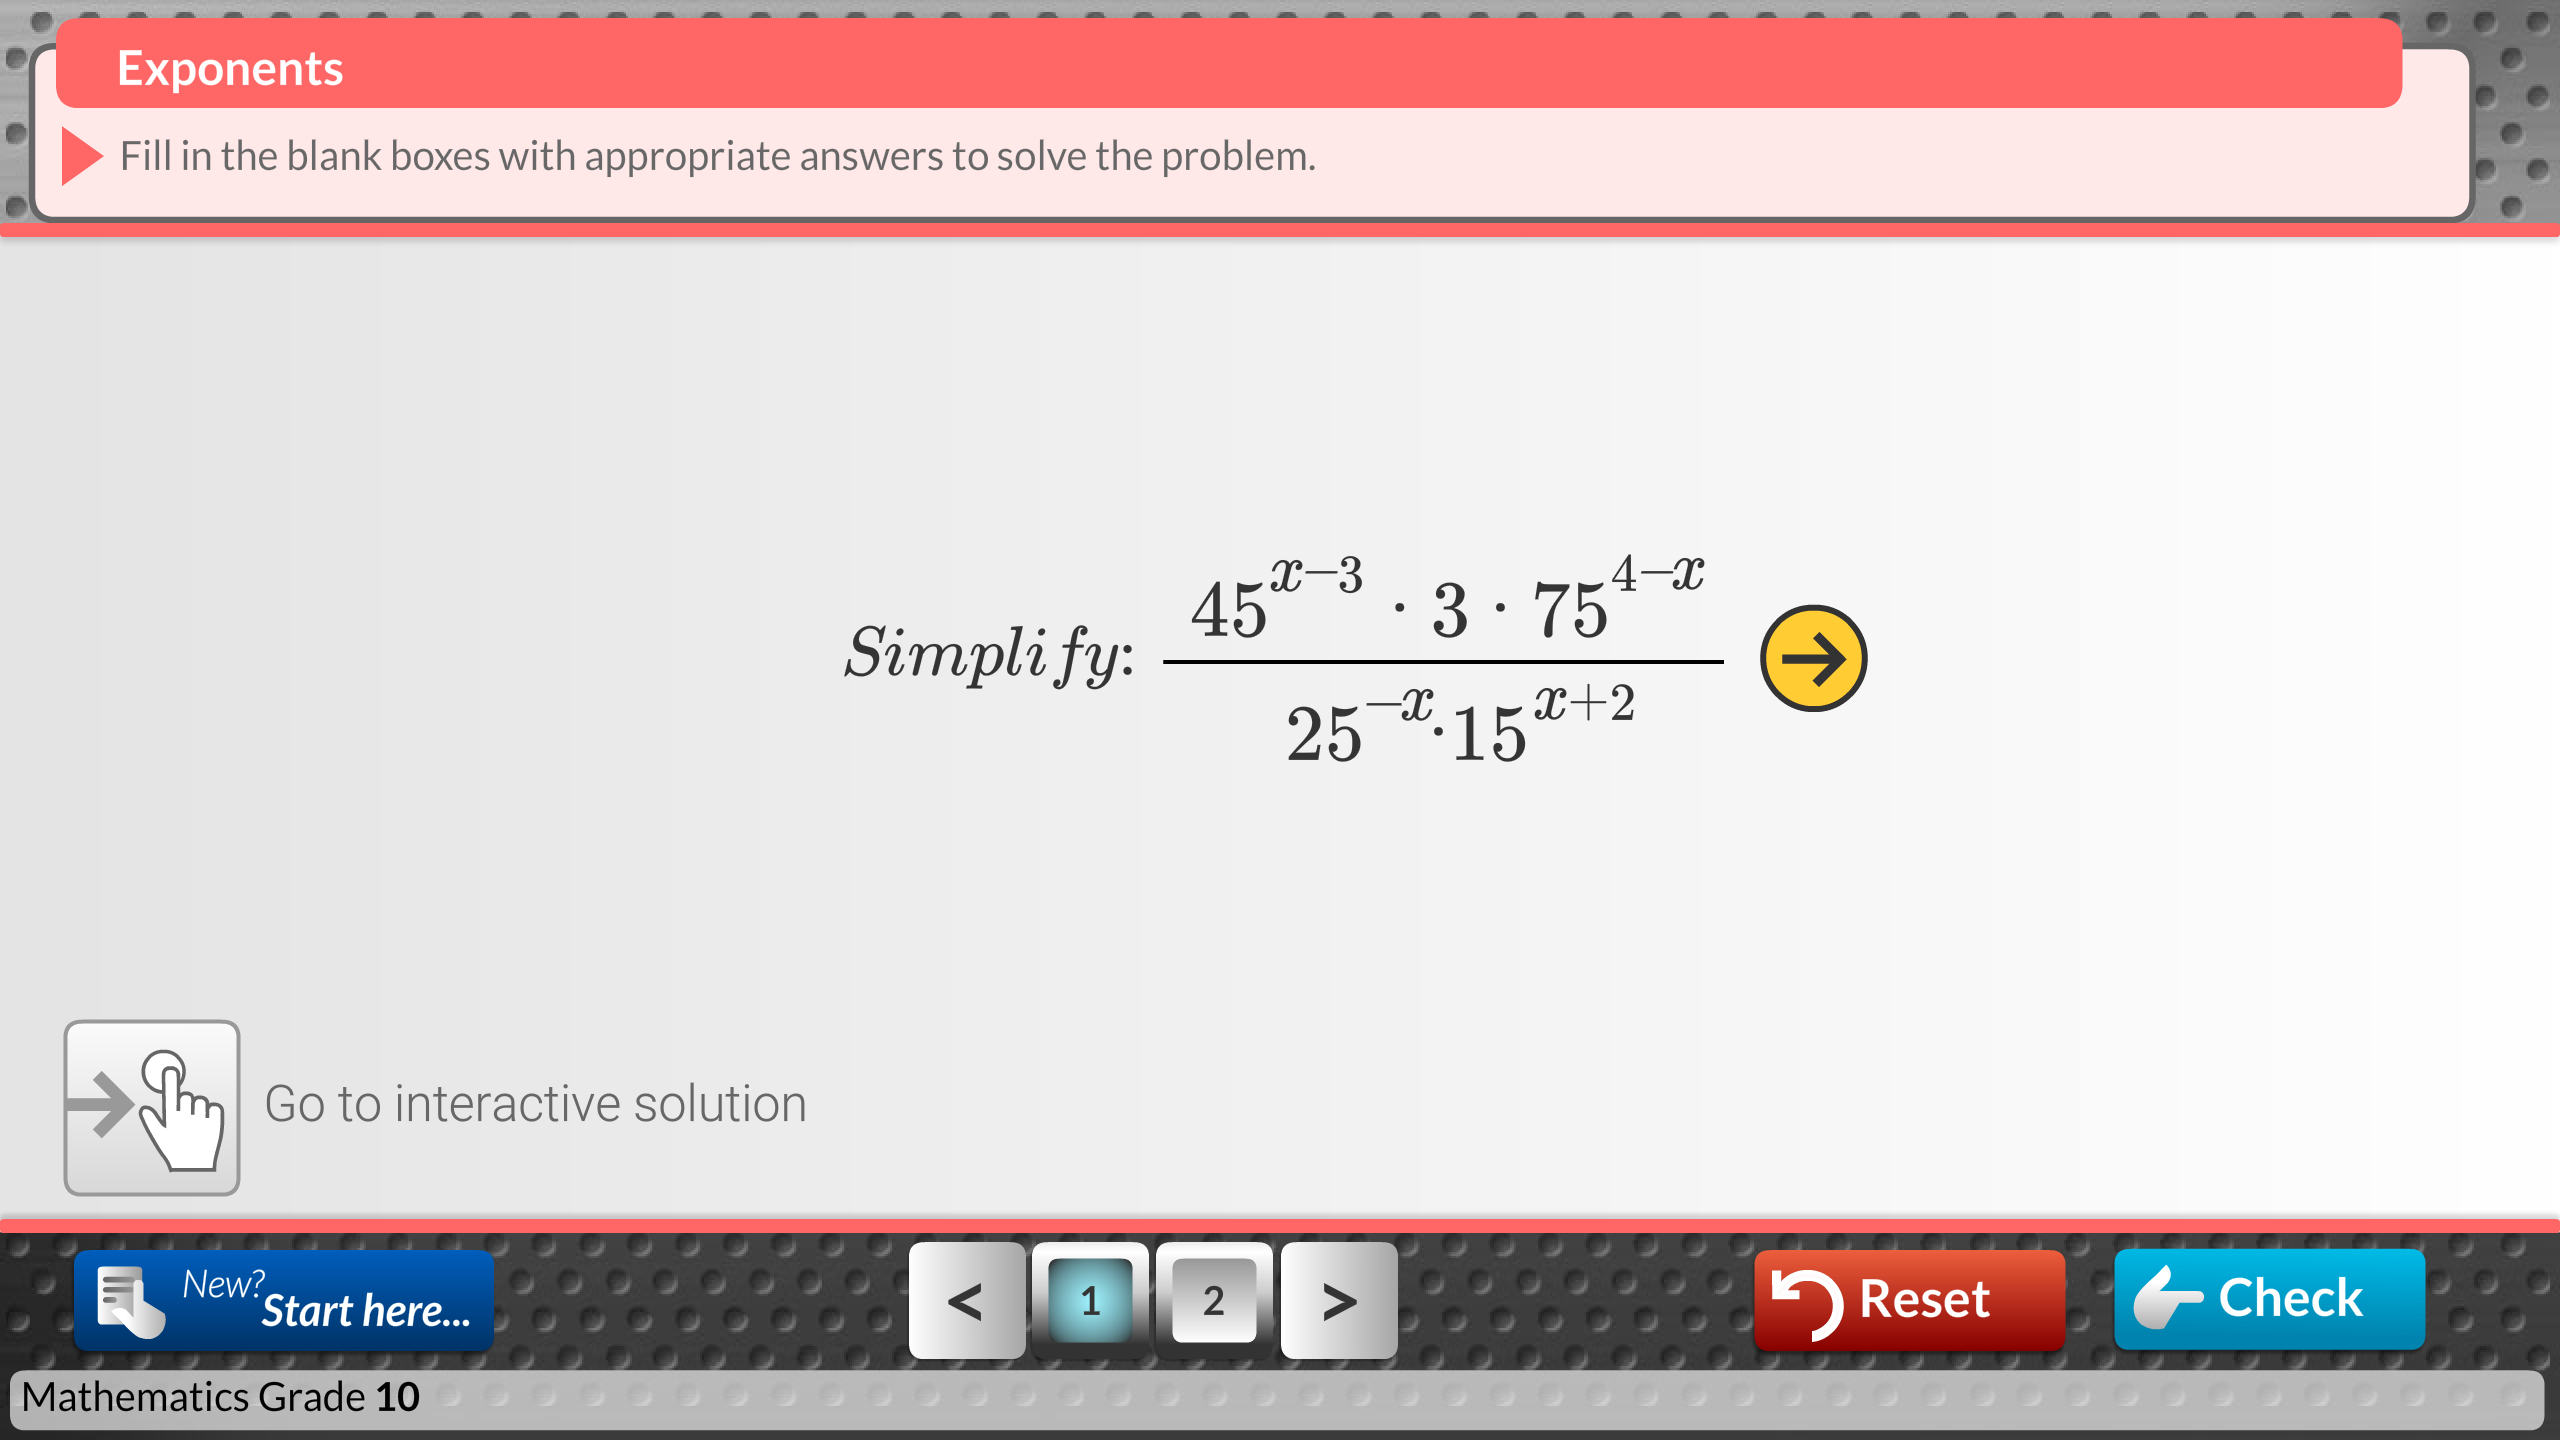 Exponents
Fill in the blank boxes with appropriate answers to solve the problem.
Simplify: \frac{45^{x-3} \cdot 3 \cdot 75^{4-x}}{25^{-x} \cdot 15^{x+2}}
Go to interactive solution
New? Start here...
< 1 2 >
Reset
Check
Mathematics Grade 10